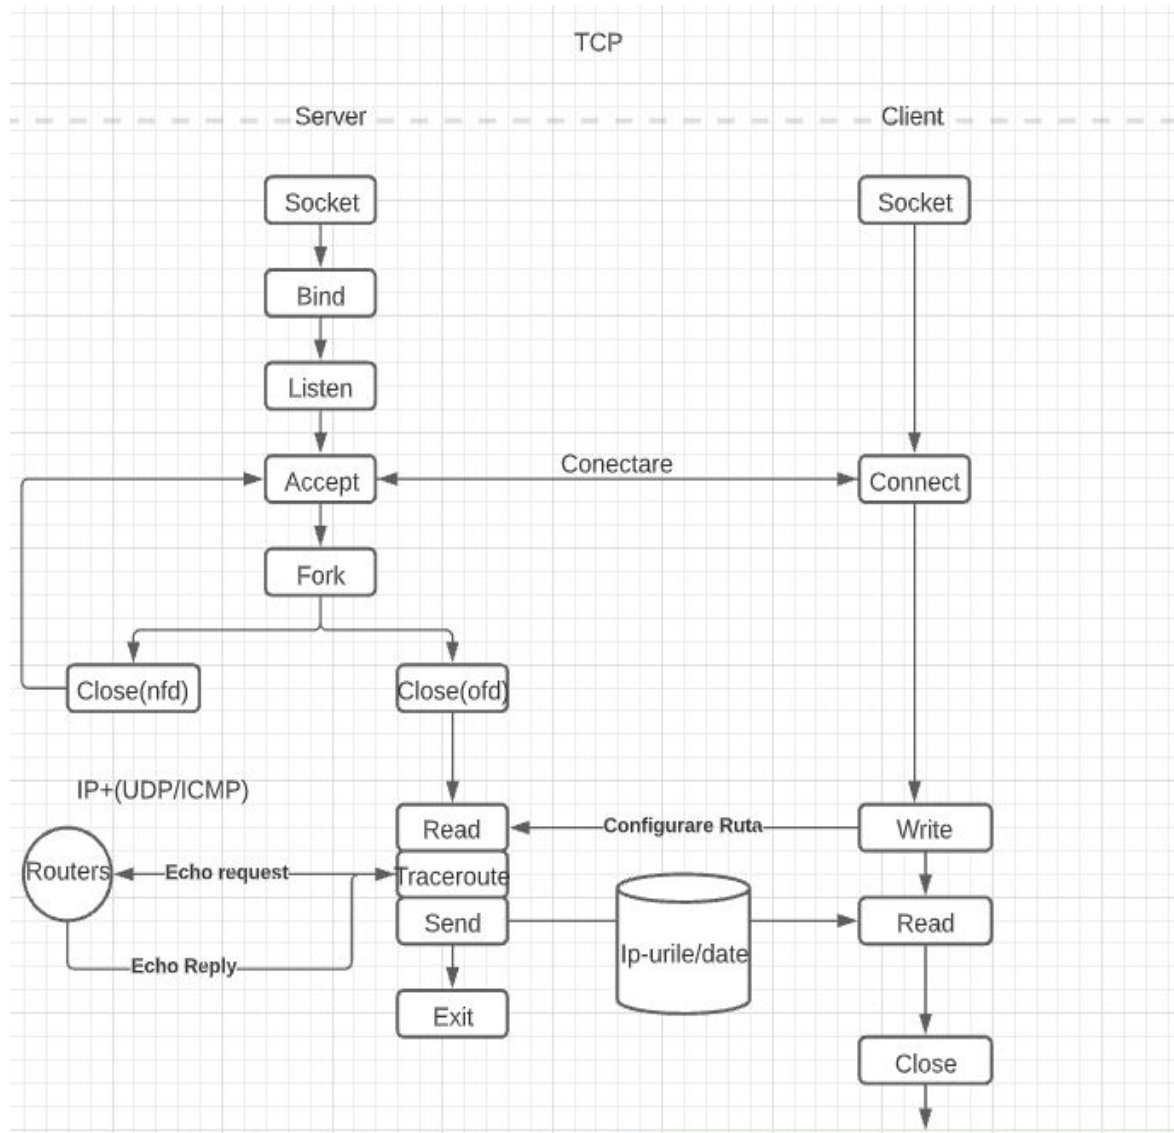 TCP
Server
Client
Socket
Socket
Bind
Listen
Accept
Conectare
Connect
Fork
Close(nfd)
Close(ofd)
IP+(UDP/ICMP)
Read
Configurare Ruta
Write
Routers
Echo request
Traceroute
Send
Ip-urile/date
Read
Echo Reply
Exit
Close